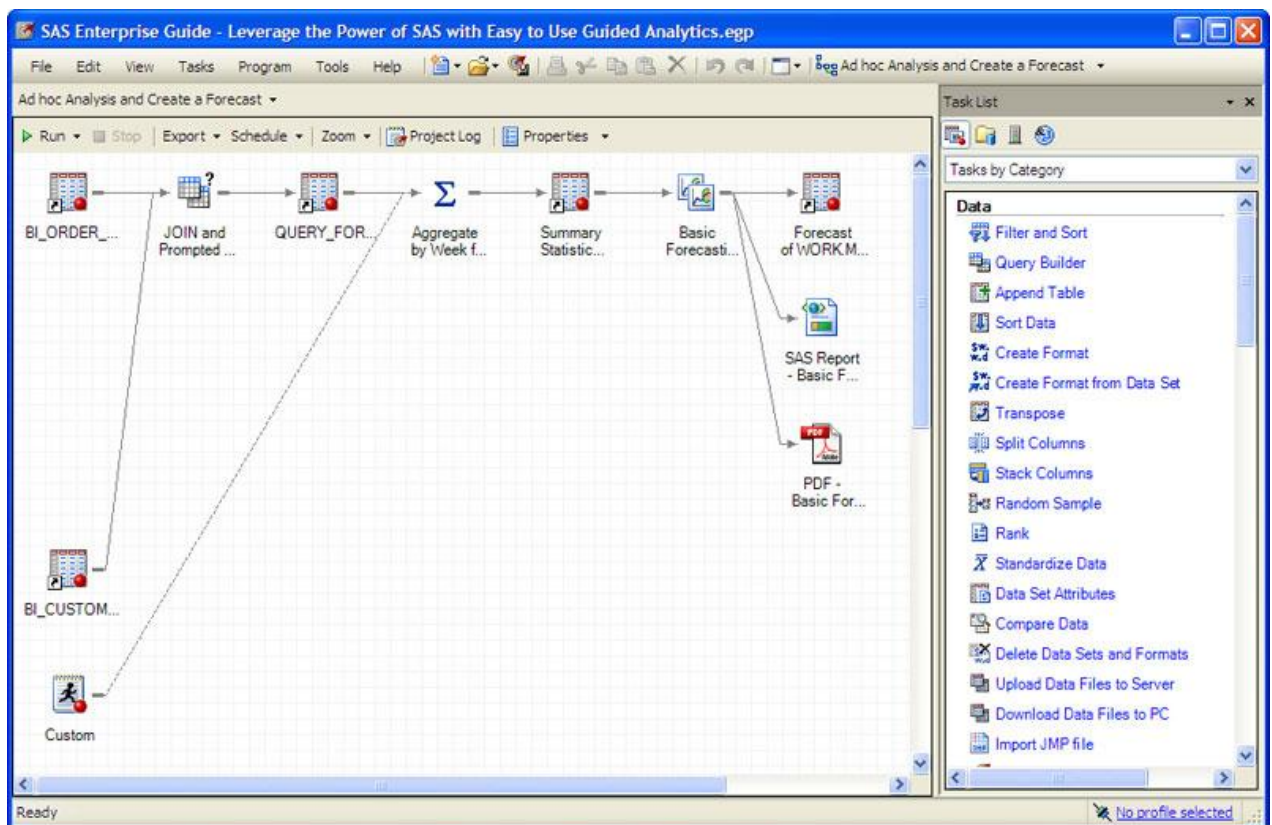 SAS Enterprise Guide - Leverage the Power of SAS with Easy to Use Guided Analytics.egp
File Edit View Tasks Program Tools Help Ad hoc Analysis and Create a Forecast
Ad hoc Analysis and Create a Forecast
Run Stop Export Schedule Zoom Project Log Properties
BI_ORDER_...
JOIN and
Prompted ...
QUERY_FOR...
Aggregate
by Week f...
Summary
Statistic...
Basic
Forecasti...
Forecast
of WORK.M...
SAS Report
- Basic F...
PDF
PDF -
Basic For...
BI_CUSTOM...
Custom
Task List
Tasks by Category
Data
Filter and Sort
Query Builder
Append Table
Sort Data
Create Format
Create Format from Data Set
Transpose
Split Columns
Stack Columns
Random Sample
Rank
Standardize Data
Data Set Attributes
Compare Data
Delete Data Sets and Formats
Upload Data Files to Server
Download Data Files to PC
Import JMP file
Ready
No profile selected